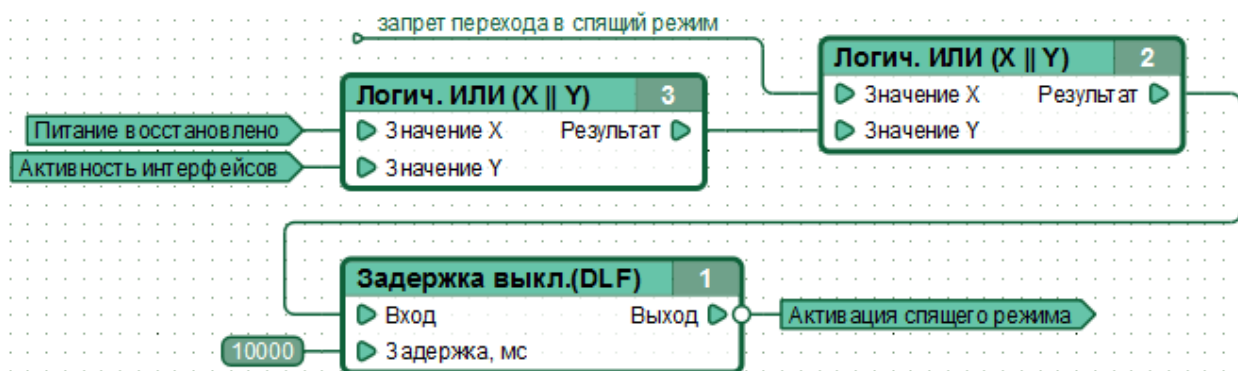 запрет перехода в спящий режим
Логич. ИЛИ (X || Y) 2
Значение X Результат
Значение Y
Логич. ИЛИ (X || Y) 3
Значение X Результат
Значение Y
Питание восстановлено
Активность интерфейсов
Задержка выкл.(DLF) 1
Вход Выход
Задержка, мс
10000
Активация спящего режима